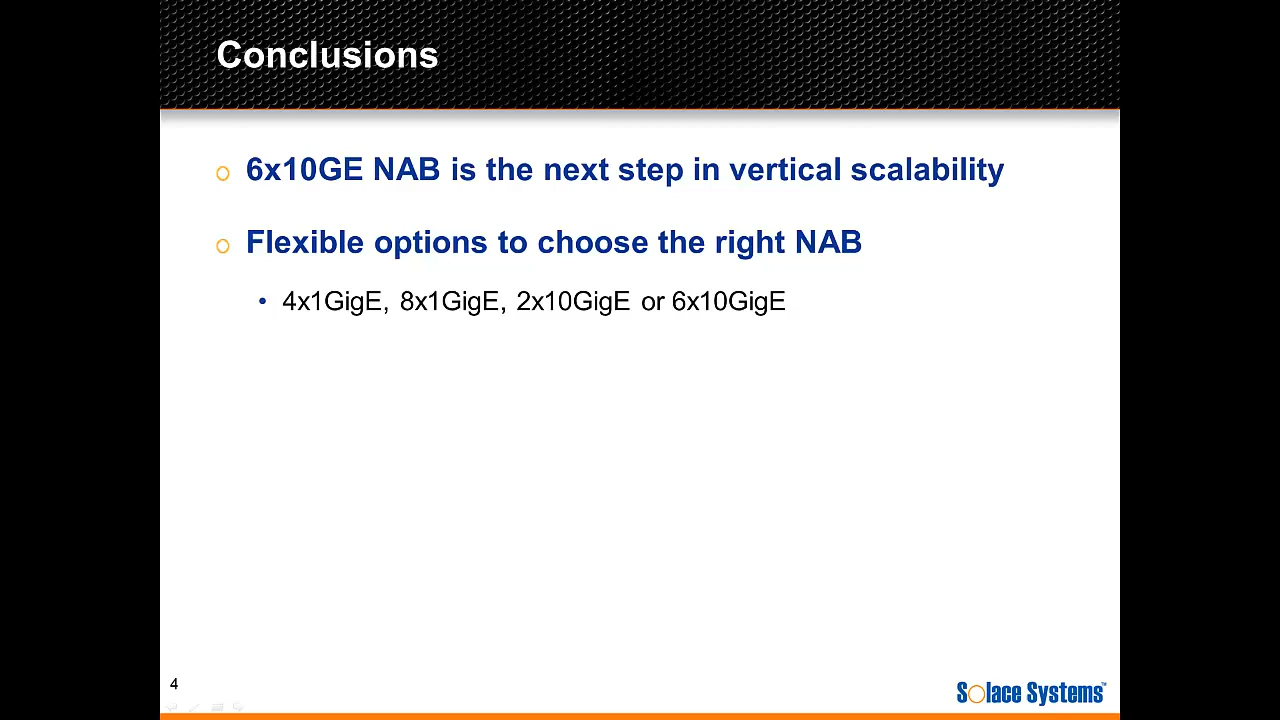 Conclusions
6x10GE NAB is the next step in vertical scalability
Flexible options to choose the right NAB
• 4x1GigE, 8x1GigE, 2x10GigE or 6x10GigE
4
Solace Systems™